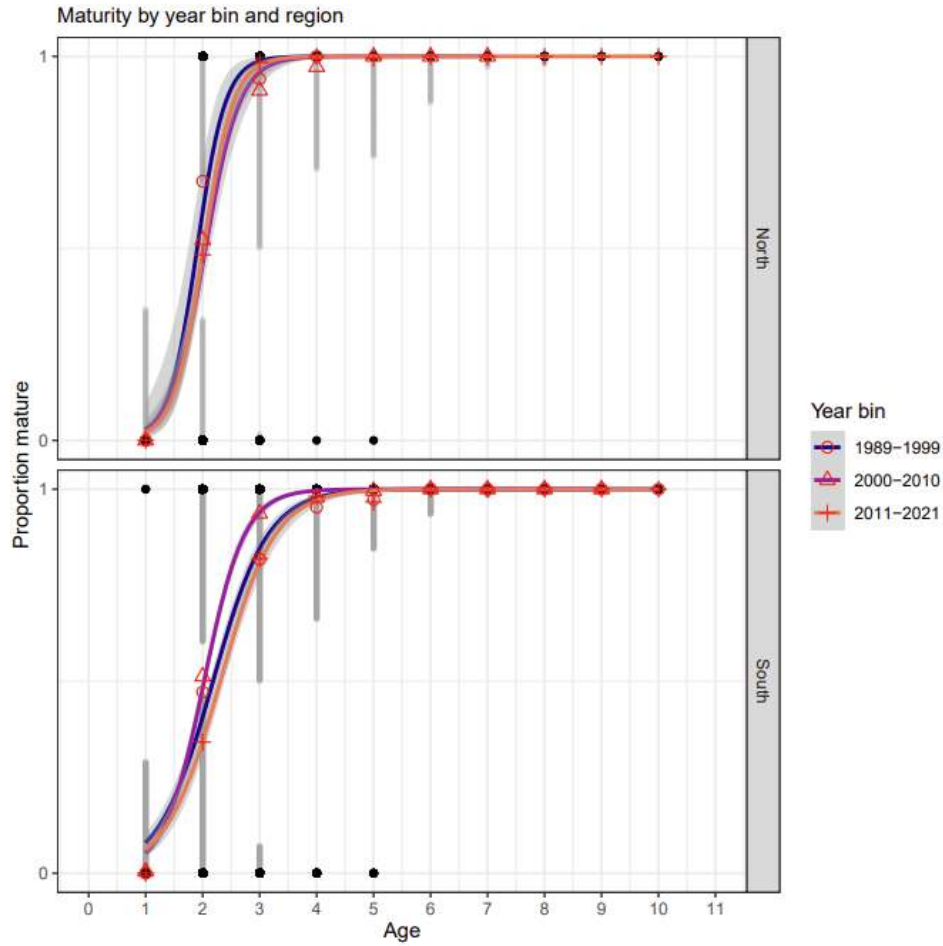 Maturity by year bin and region
1
0
North
1
0
South
Proportion mature
0 1 2 3 4 5 6 7 8 9 10 11
Age
Year bin
1989−1999
2000−2010
2011−2021